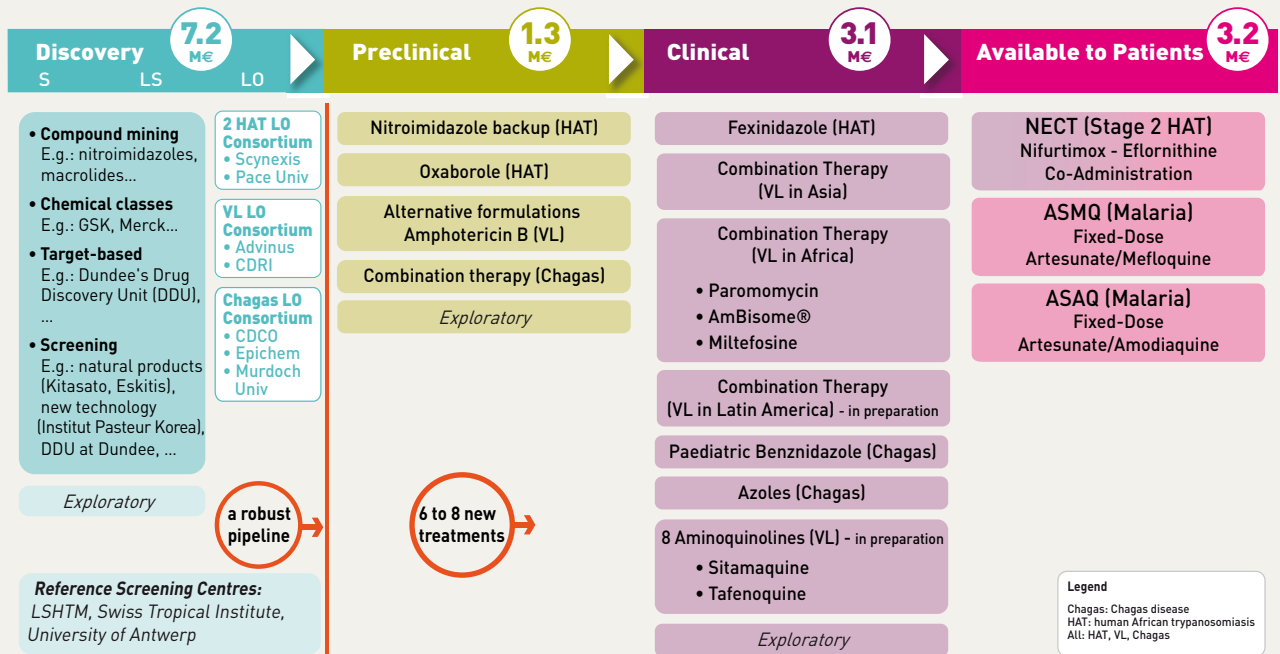 Discovery
7.2
M€
S LS LO
Preclinical
1.3
M€
Clinical
3.1
M€
Available to Patients
3.2
M€
• Compound mining
E.g.: nitroimidazoles,
macrolides...
• Chemical classes
E.g.: GSK, Merck...
• Target-based
E.g.: Dundee's Drug
Discovery Unit (DDU),
...
• Screening
E.g.: natural products
(Kitasato, Eskitis),
new technology
(Institut Pasteur Korea),
DDU at Dundee, ...
Exploratory
2 HAT LO
Consortium
• Scynexis
• Pace Univ
VL LO
Consortium
• Advinus
• CDRI
Chagas LO
Consortium
• CDCO
• Epichem
• Murdoch
Univ
a robust
pipeline
Reference Screening Centres:
LSHTM, Swiss Tropical Institute,
University of Antwerp
Nitroimidazole backup (HAT)
Oxaborole (HAT)
Alternative formulations
Amphotericin B (VL)
Combination therapy (Chagas)
Exploratory
6 to 8 new
treatments
Fexinidazole (HAT)
Combination Therapy
(VL in Asia)
Combination Therapy
(VL in Africa)
• Paromomycin
• AmBisome®
• Miltefosine
Combination Therapy
(VL in Latin America) - in preparation
Paediatric Benznidazole (Chagas)
Azoles (Chagas)
8 Aminoquinolines (VL) - in preparation
• Sitamaquine
• Tafenoquine
Exploratory
NECT (Stage 2 HAT)
Nifurtimox - Eflornithine
Co-Administration
ASMQ (Malaria)
Fixed-Dose
Artesunate/Mefloquine
ASAQ (Malaria)
Fixed-Dose
Artesunate/Amodiaquine
Legend
Chagas: Chagas disease
HAT: human African trypanosomiasis
All: HAT, VL, Chagas